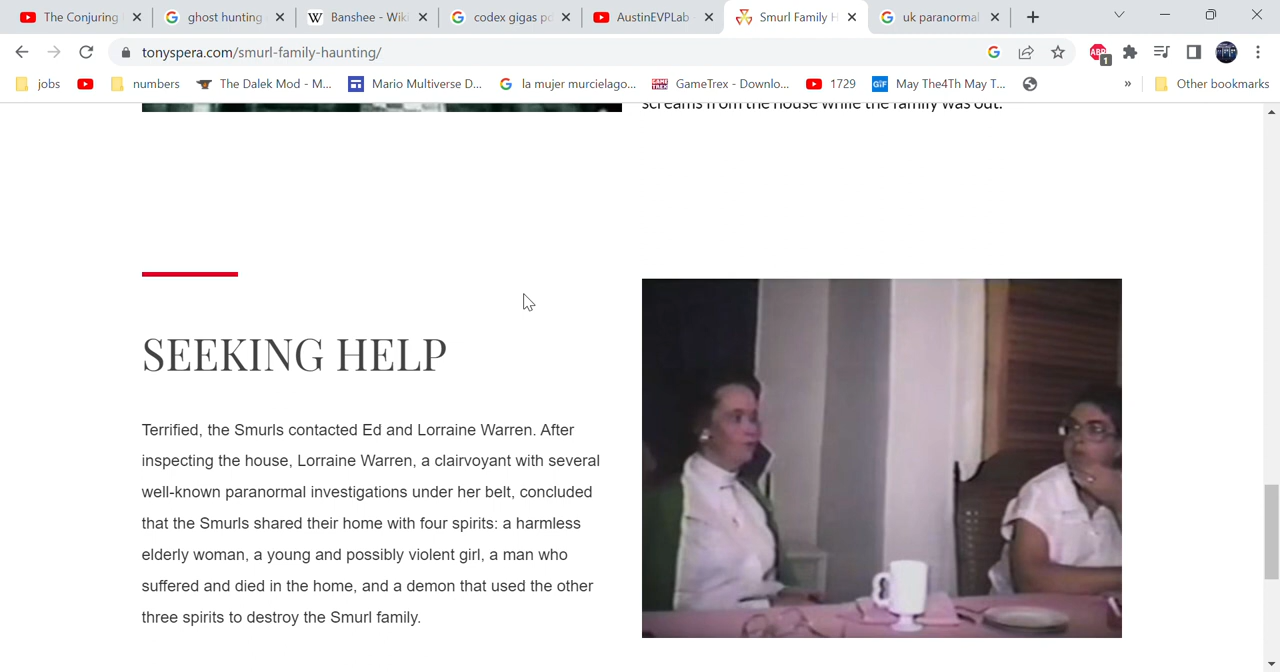 The Conjuring
ghost hunting
Banshee - Wiki
codex gigas po
AustinEVPLab
Smurl Family H
uk paranormal
tonyspera.com/smurl-family-haunting/
ABP
1
jobs
numbers
The Dalek Mod - M...
Mario Multiverse D...
la mujer murcielago...
GameTrex - Downlo...
1729
GIF
May The4Th May T...
»
Other bookmarks
screams from the house while the family was out.
SEEKING HELP
Terrified, the Smurls contacted Ed and Lorraine Warren. After
inspecting the house, Lorraine Warren, a clairvoyant with several
well-known paranormal investigations under her belt, concluded
that the Smurls shared their home with four spirits: a harmless
elderly woman, a young and possibly violent girl, a man who
suffered and died in the home, and a demon that used the other
three spirits to destroy the Smurl family.